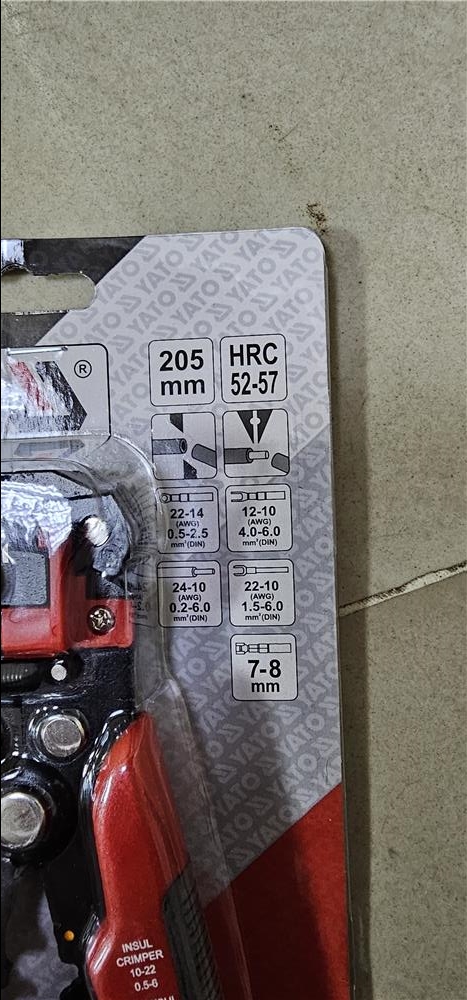 ®
205
mm
HRC
52-57
22-14
(AWG)
0.5-2.5
mm²(DIN)
12-10
(AWG)
4.0-6.0
mm²(DIN)
24-10
(AWG)
0.2-6.0
mm²(DIN)
22-10
(AWG)
1.5-6.0
mm²(DIN)
7-8
mm
INSUL
CRIMPER
10-22
0.5-6
YATO